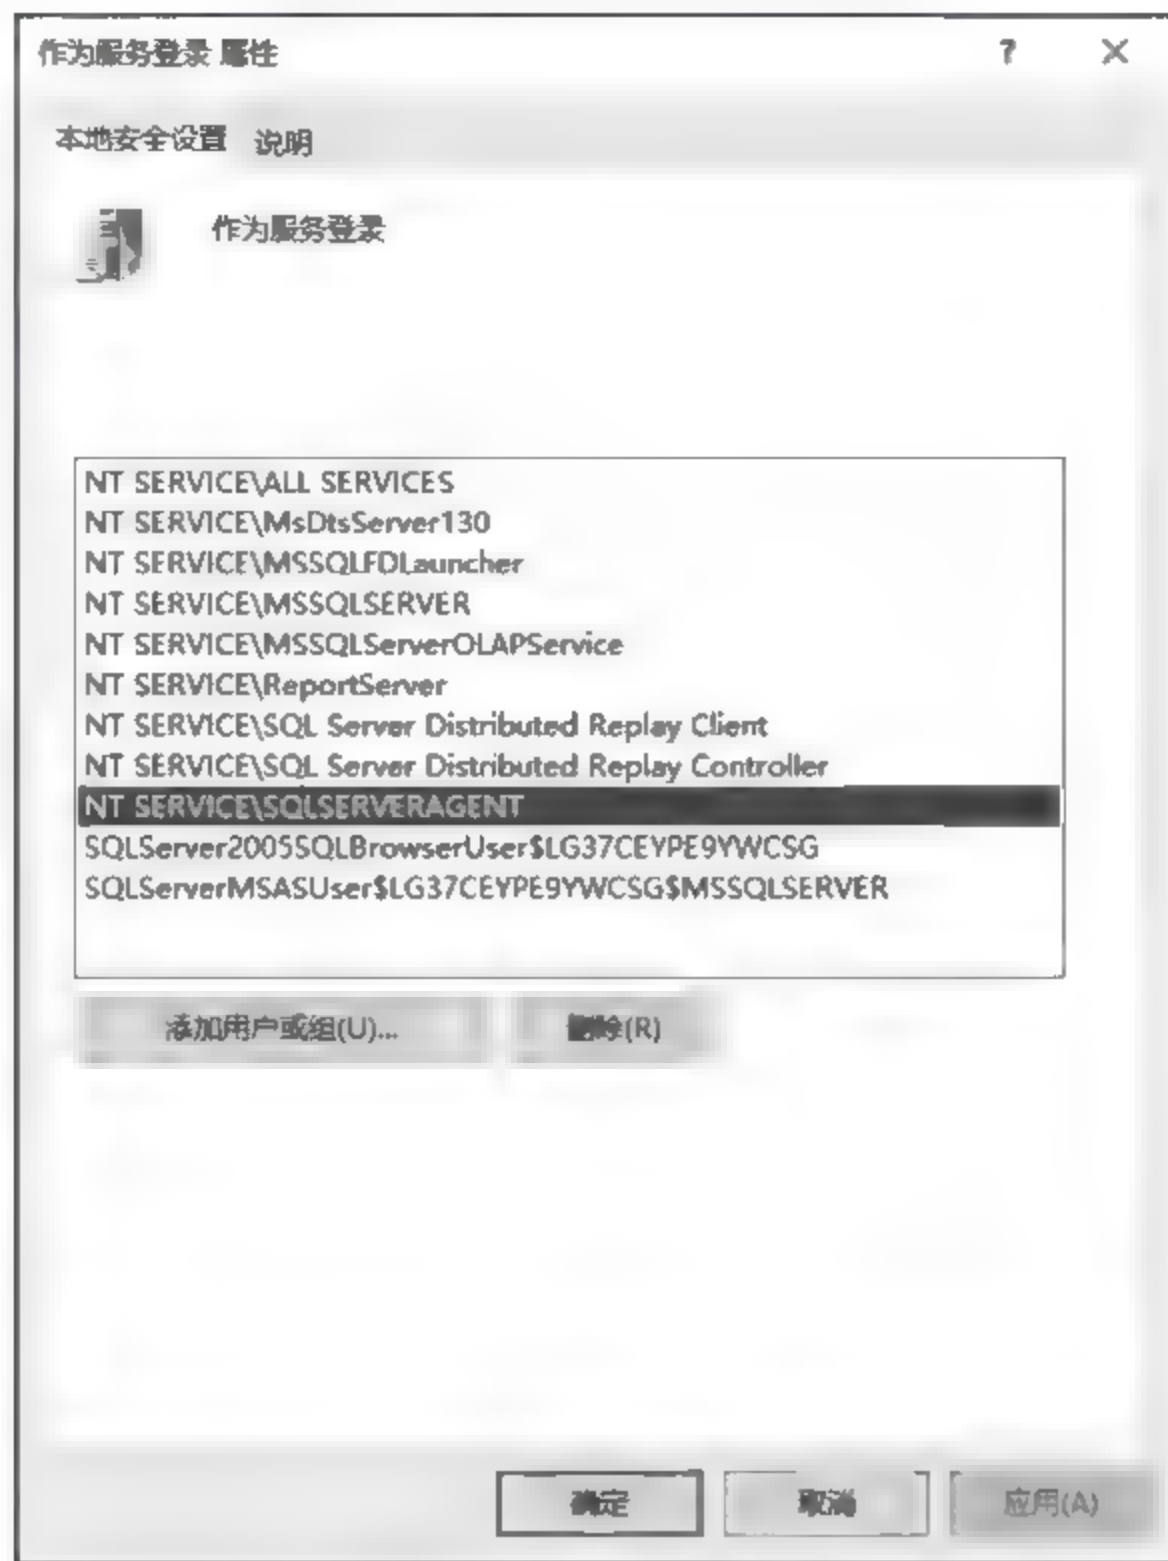 作为服务登录 属性
? ×
本地安全设置 说明
作为服务登录
NT SERVICE\ALL SERVICES
NT SERVICE\MsDtsServer130
NT SERVICE\MSSQLFDLauncher
NT SERVICE\MSSQLSERVER
NT SERVICE\MSSQLServerOLAPService
NT SERVICE\ReportServer
NT SERVICE\SQL Server Distributed Replay Client
NT SERVICE\SQL Server Distributed Replay Controller
NT SERVICE\SQLSERVERAGENT
SQLServer2005SQLBrowserUser$LG37CEYPE9YWCSG
SQLServerMSASUser$LG37CEYPE9YWCSG$MSSQLSERVER
添加用户或组(U)... 删除(R)
确定 取消 应用(A)